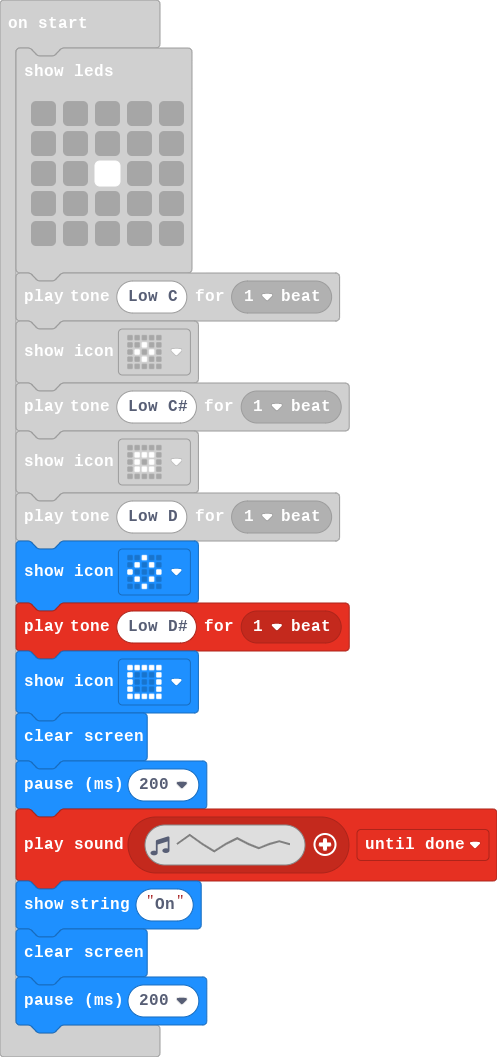 on start
show leds
play tone Low C for 1 beat
show icon
play tone Low C# for 1 beat
show icon
play tone Low D for 1 beat
show icon
play tone Low D# for 1 beat
show icon
clear screen
pause (ms) 200
play sound until done
show string "On"
clear screen
pause (ms) 200